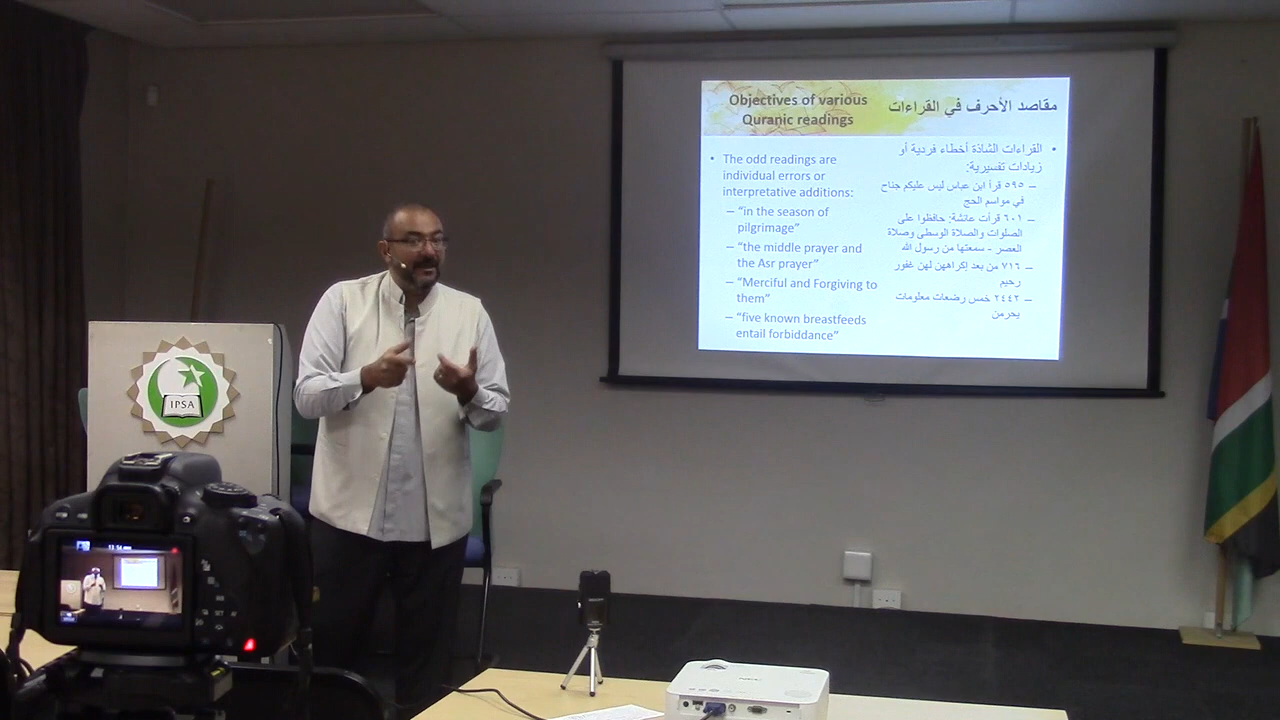 Objectives of various
Quranic readings
مقاصد الأحرف في القراءات
• The odd readings are
individual errors or
interpretative additions:
– “in the season of
pilgrimage”
– “the middle prayer and
the Asr prayer”
– “Merciful and Forgiving to
them”
– “five known breastfeeds
entail forbiddance”
• القراءات الشاذة أخطاء فردية أو
زيادات تفسيرية:
– ٥٩٥ قرأ ابن عباس ليس عليكم جناح
في مواسم الحج
– ٦٠١ قرأت عائشة: حافظوا على
الصلوات والصلاة الوسطى وصلاة
العصر - سمعتها من رسول الله
– ٧١٦ من بعد إكراههن لهن غفور
رحيم
– ٢٤٤٢ خمس رضعات معلومات
يحرمن
IPSA